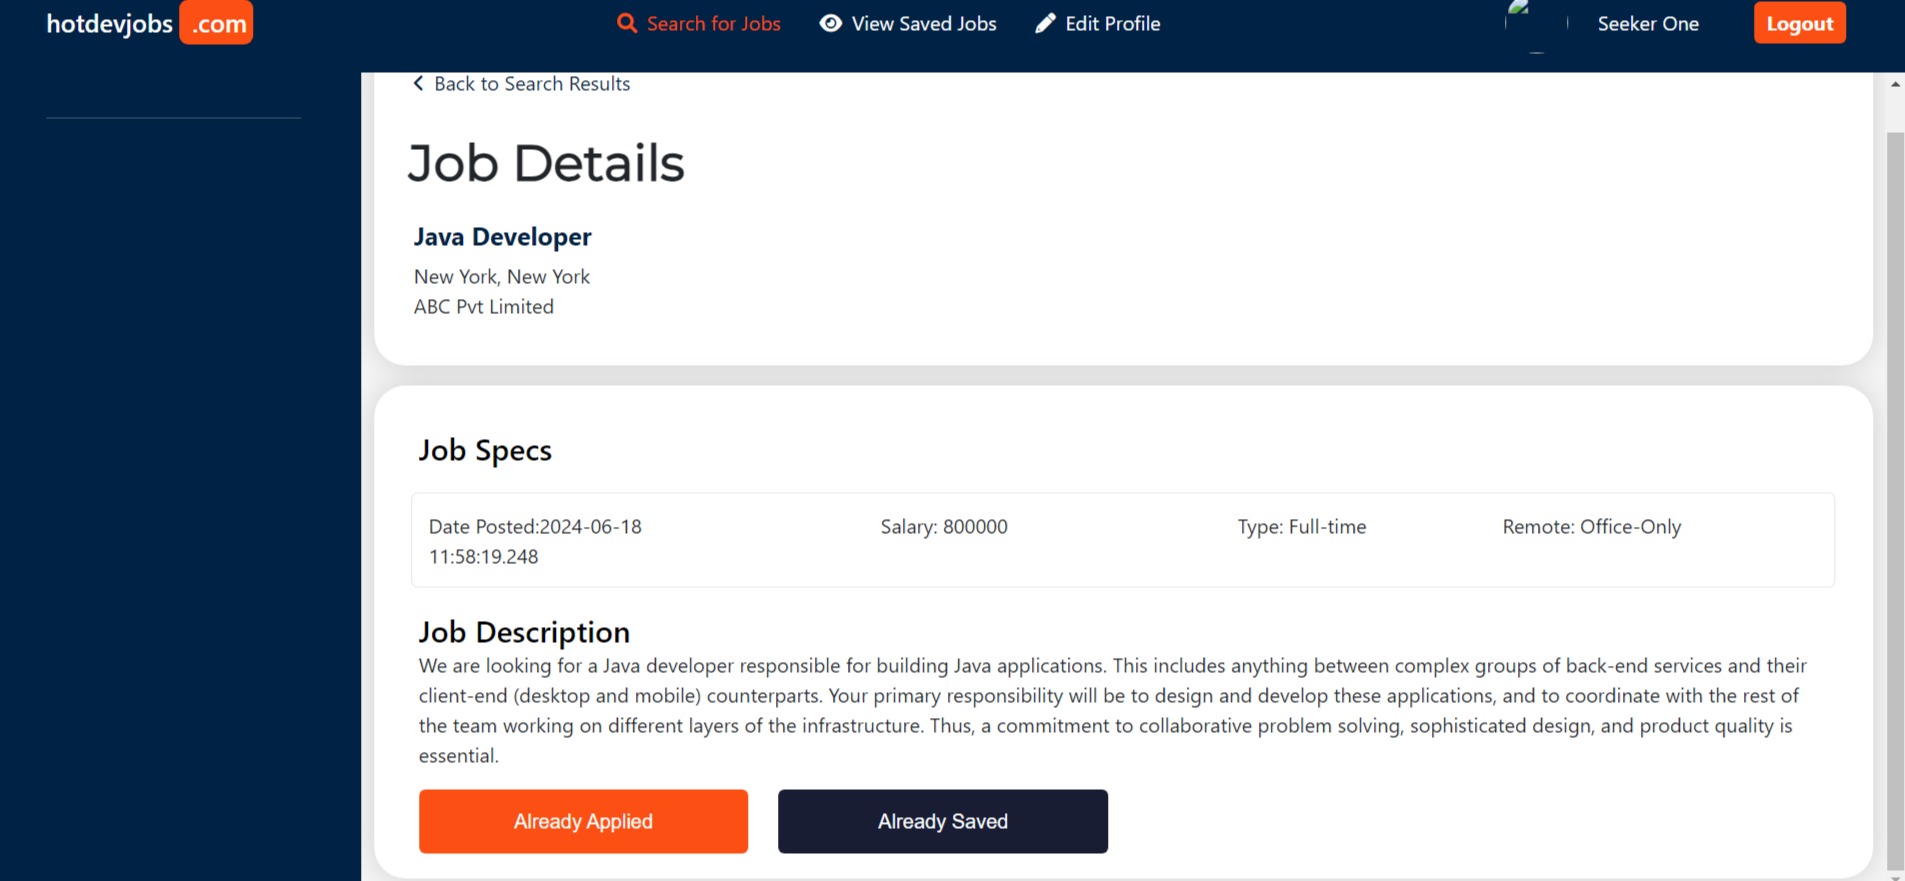 hotdevjobs .com
Search for Jobs
View Saved Jobs
Edit Profile
Seeker One
Logout
Back to Search Results
Job Details
Java Developer
New York, New York
ABC Pvt Limited
Job Specs
Date Posted:2024-06-18
11:58:19.248
Salary: 800000
Type: Full-time
Remote: Office-Only
Job Description
We are looking for a Java developer responsible for building Java applications. This includes anything between complex groups of back-end services and their
client-end (desktop and mobile) counterparts. Your primary responsibility will be to design and develop these applications, and to coordinate with the rest of
the team working on different layers of the infrastructure. Thus, a commitment to collaborative problem solving, sophisticated design, and product quality is
essential.
Already Applied
Already Saved